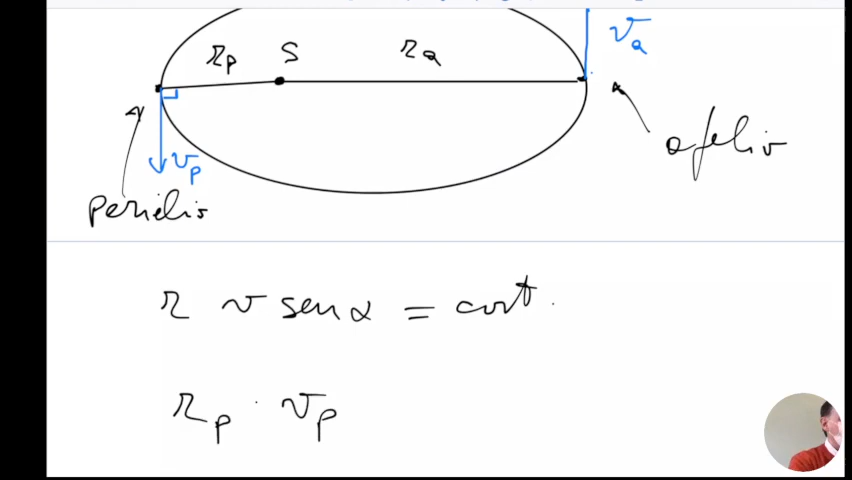 r_p S r_a v_a
v_p afelio
perielio
r v sen α = cost.
r_p · v_p